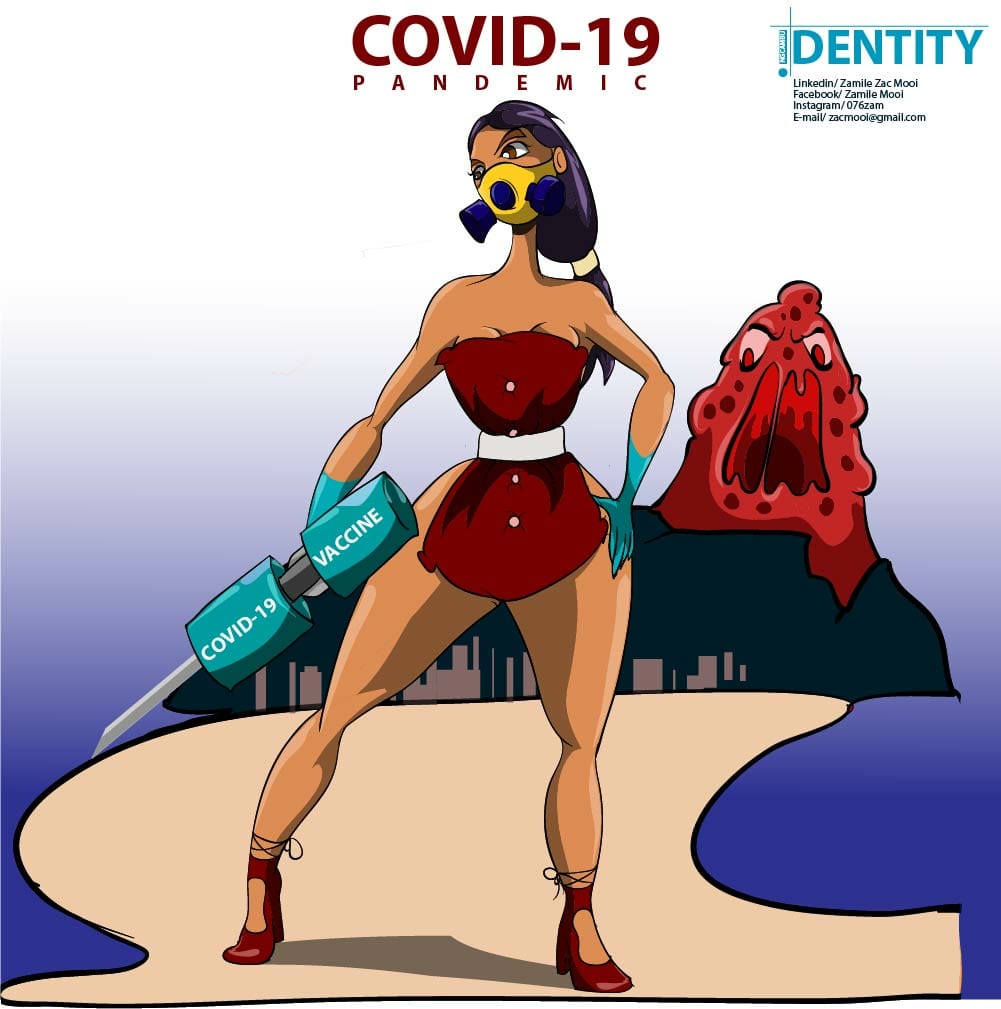 COVID-19
PANDEMIC
NGCAMBU
!DENTITY
Linkedin/ Zamile Zac Mooi
Facebook/ Zamile Mooi
Instagram/ 076zam
E-mail/ zacmooi@gmail.com
VACCINE
COVID-19